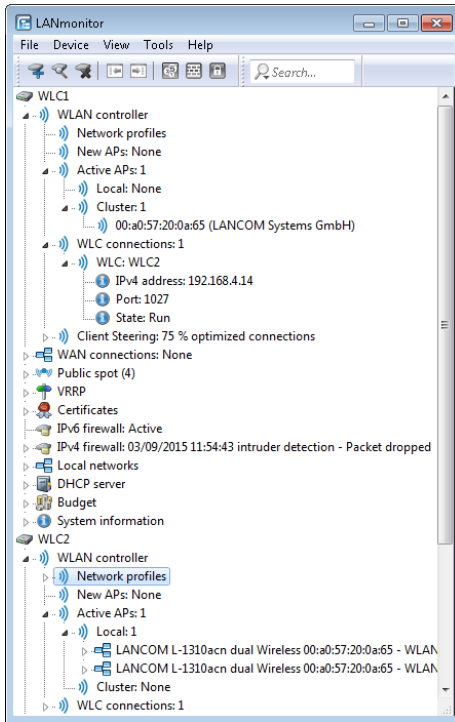 LANmonitor
File Device View Tools Help
Search...
WLC1
WLAN controller
Network profiles
New APs: None
Active APs: 1
Local: None
Cluster: 1
00:a0:57:20:0a:65 (LANCOM Systems GmbH)
WLC connections: 1
WLC: WLC2
IPv4 address: 192.168.4.14
Port: 1027
State: Run
Client Steering: 75 % optimized connections
WAN connections: None
Public spot (4)
VRRP
Certificates
IPv6 firewall: Active
IPv4 firewall: 03/09/2015 11:54:43 intruder detection - Packet dropped
Local networks
DHCP server
Budget
System information
WLC2
WLAN controller
Network profiles
New APs: None
Active APs: 1
Local: 1
LANCOM L-1310acn dual Wireless 00:a0:57:20:0a:65 - WLAN
LANCOM L-1310acn dual Wireless 00:a0:57:20:0a:65 - WLAN
Cluster: None
WLC connections: 1